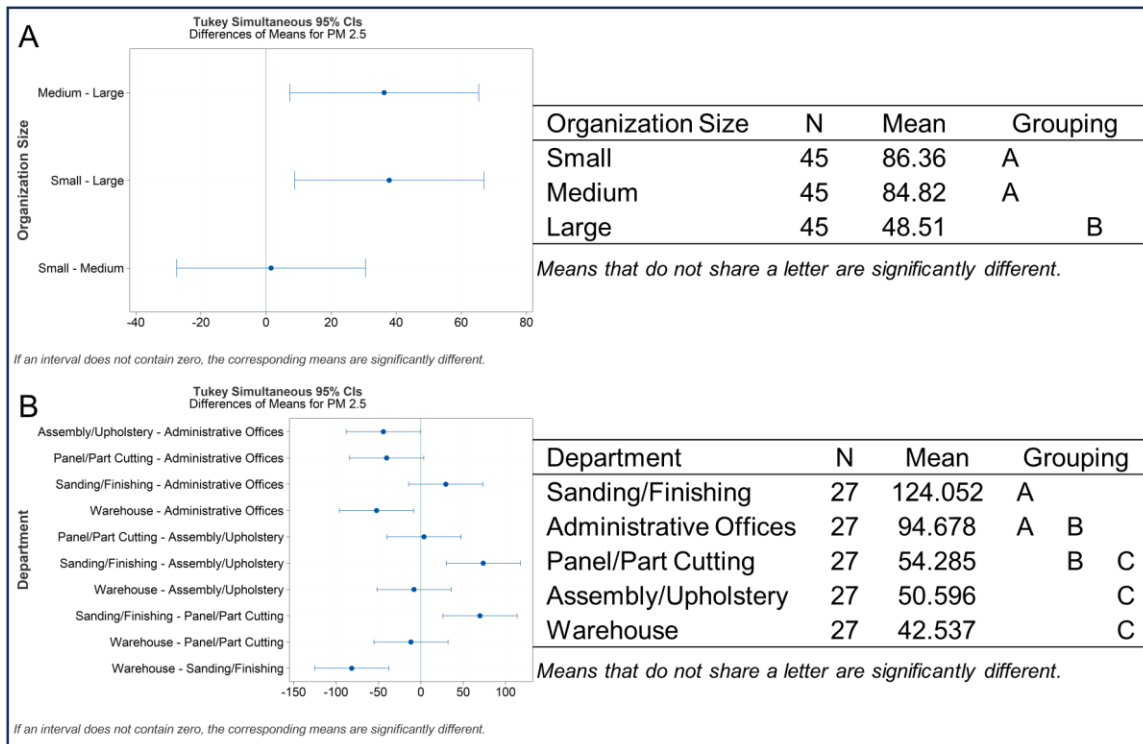 A
Tukey Simultaneous 95% CIs
Differences of Means for PM 2.5
Organization Size
Medium - Large
Small - Large
Small - Medium
-40 -20 0 20 40 60 80
If an interval does not contain zero, the corresponding means are significantly different.
Organization Size N Mean Grouping
Small 45 86.36 A
Medium 45 84.82 A
Large 45 48.51 B
Means that do not share a letter are significantly different.
B
Tukey Simultaneous 95% CIs
Differences of Means for PM 2.5
Department
Assembly/Upholstery - Administrative Offices
Panel/Part Cutting - Administrative Offices
Sanding/Finishing - Administrative Offices
Warehouse - Administrative Offices
Panel/Part Cutting - Assembly/Upholstery
Sanding/Finishing - Assembly/Upholstery
Warehouse - Assembly/Upholstery
Sanding/Finishing - Panel/Part Cutting
Warehouse - Panel/Part Cutting
Warehouse - Sanding/Finishing
-150 -100 -50 0 50 100
If an interval does not contain zero, the corresponding means are significantly different.
Department N Mean Grouping
Sanding/Finishing 27 124.052 A
Administrative Offices 27 94.678 A B
Panel/Part Cutting 27 54.285 B C
Assembly/Upholstery 27 50.596 C
Warehouse 27 42.537 C
Means that do not share a letter are significantly different.